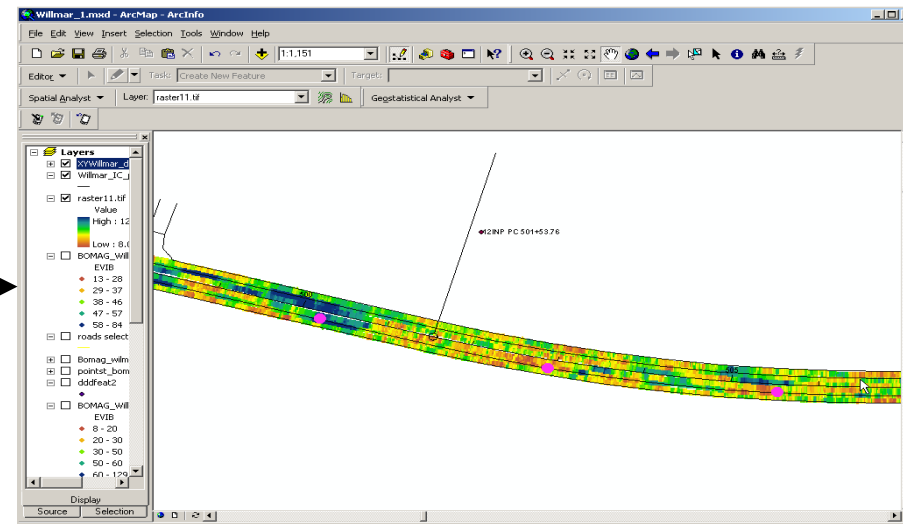 Willmar_1.mxd - ArcMap - ArcInfo
File Edit View Insert Selection Tools Window Help
1:1,151
Editor Task: Create New Feature Target:
Spatial Analyst Layer: raster11.tif Geostatistical Analyst
Layers
XYWillmar_d
Willmar_IC_
raster11.tif
Value
High : 12
Low : 8.0
BOMAG_Will
EVIB
13 - 28
29 - 37
38 - 46
47 - 57
58 - 84
roads select
Bomag_wilm
pointst_bom
dddfeat2
BOMAG_Will
EVIB
8 - 20
20 - 30
30 - 50
50 - 60
60 - 129
Display
Source Selection
12INP PC 501+53.76
505